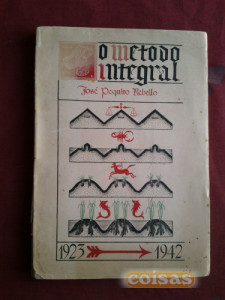 O METODO
INTEGRAL
José Pequito Rebello
1923
1942
coisas